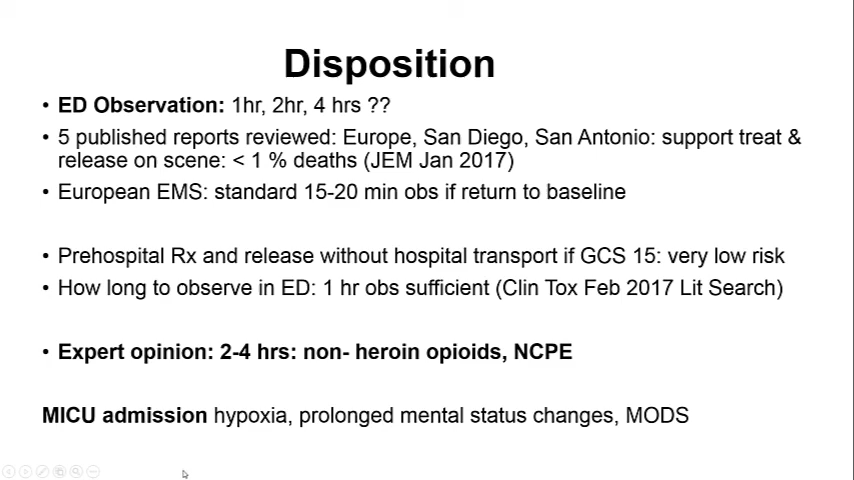 Disposition
• ED Observation: 1hr, 2hr, 4 hrs ??
• 5 published reports reviewed: Europe, San Diego, San Antonio: support treat &
release on scene: < 1 % deaths (JEM Jan 2017)
• European EMS: standard 15-20 min obs if return to baseline
• Prehospital Rx and release without hospital transport if GCS 15: very low risk
• How long to observe in ED: 1 hr obs sufficient (Clin Tox Feb 2017 Lit Search)
• Expert opinion: 2-4 hrs: non- heroin opioids, NCPE
MICU admission hypoxia, prolonged mental status changes, MODS